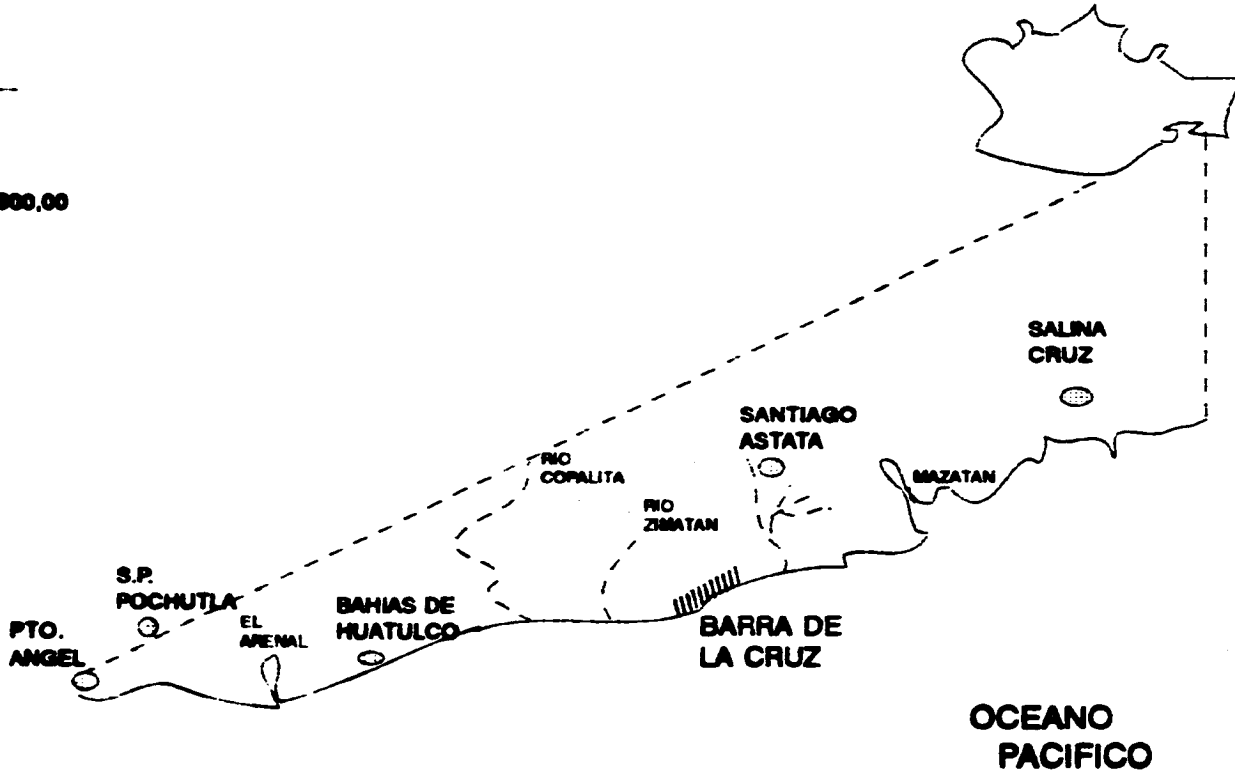 800,00
SALINA
CRUZ
SANTIAGO
ASTATA
RIO
COPALITA
MAZATAN
RIO
ZIMATAN
S.P.
POCHUTLA
BAHIAS DE
HUATULCO
EL
ARENAL
PTO.
ANGEL
BARRA DE
LA CRUZ
OCEANO
PACIFICO